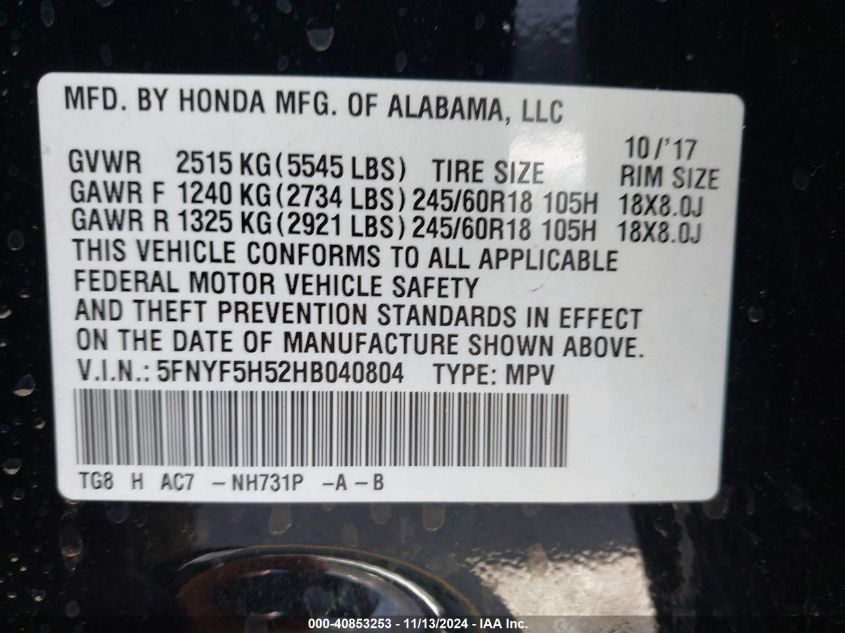 MFD. BY HONDA MFG. OF ALABAMA, LLC
10/'17
GVWR 2515 KG (5545 LBS) TIRE SIZE RIM SIZE
GAWR F 1240 KG (2734 LBS) 245/60R18 105H 18X8.0J
GAWR R 1325 KG (2921 LBS) 245/60R18 105H 18X8.0J
THIS VEHICLE CONFORMS TO ALL APPLICABLE
FEDERAL MOTOR VEHICLE SAFETY
AND THEFT PREVENTION STANDARDS IN EFFECT
ON THE DATE OF MANUFACTURE SHOWN ABOVE.
V.I.N.: 5FNYF5H52HB040804 TYPE: MPV
TG8 H AC7 -NH731P -A-B
000-40853253 - 11/13/2024 - IAA Inc.